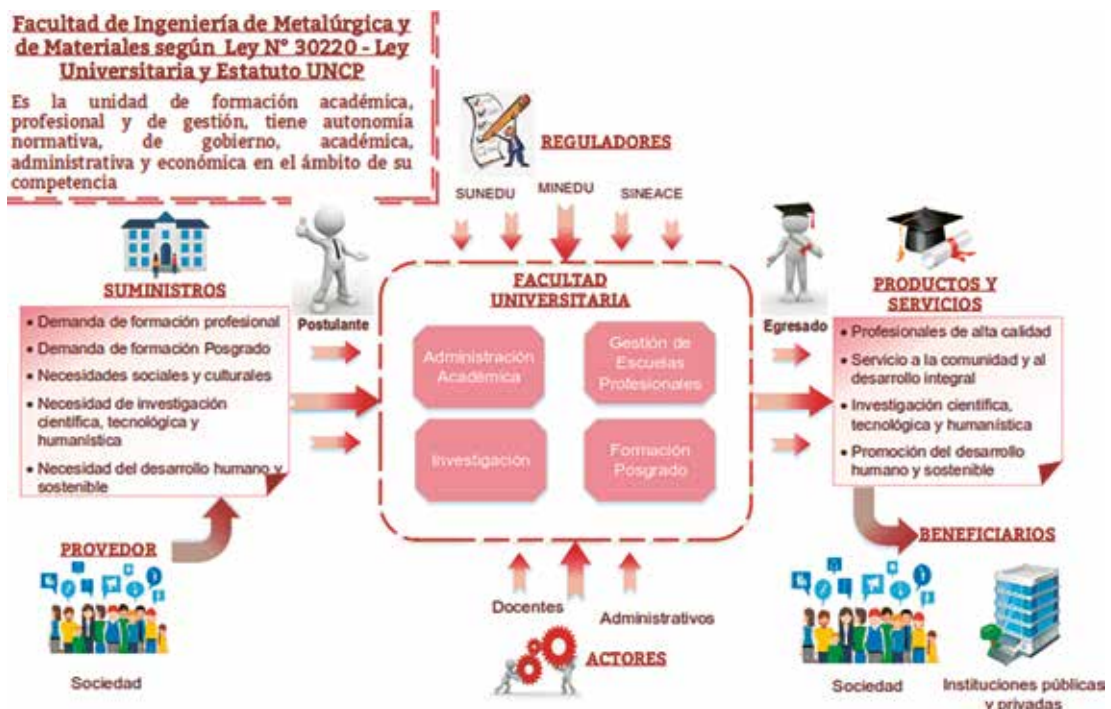 Facultad de Ingeniería de Metalúrgica y
de Materiales según Ley N° 30220 - Ley
Universitaria y Estatuto UNCP
Es la unidad de formación académica,
profesional y de gestión, tiene autonomía
normativa, de gobierno, académica,
administrativa y económica en el ámbito de su
competencia
REGULADORES
SUNEDU
MINEDU
SINEACE
SUMINISTROS
• Demanda de formación profesional
• Demanda de formación Posgrado
• Necesidades sociales y culturales
• Necesidad de investigación
científica, tecnológica y
humanística
• Necesidad del desarrollo humano y
sostenible
Postulante
FACULTAD
UNIVERSITARIA
Administración
Académica
Gestión de
Escuelas
Profesionales
Investigación
Formación
Posgrado
Egresado
PRODUCTOS Y
SERVICIOS
• Profesionales de alta calidad
• Servicio a la comunidad y al
desarrollo integral
• Investigación científica,
tecnológica y humanística
• Promoción del desarrollo
humano y sostenible
PROVEDOR
Sociedad
Docentes
Administrativos
ACTORES
BENEFICIARIOS
Sociedad
Instituciones públicas
y privadas